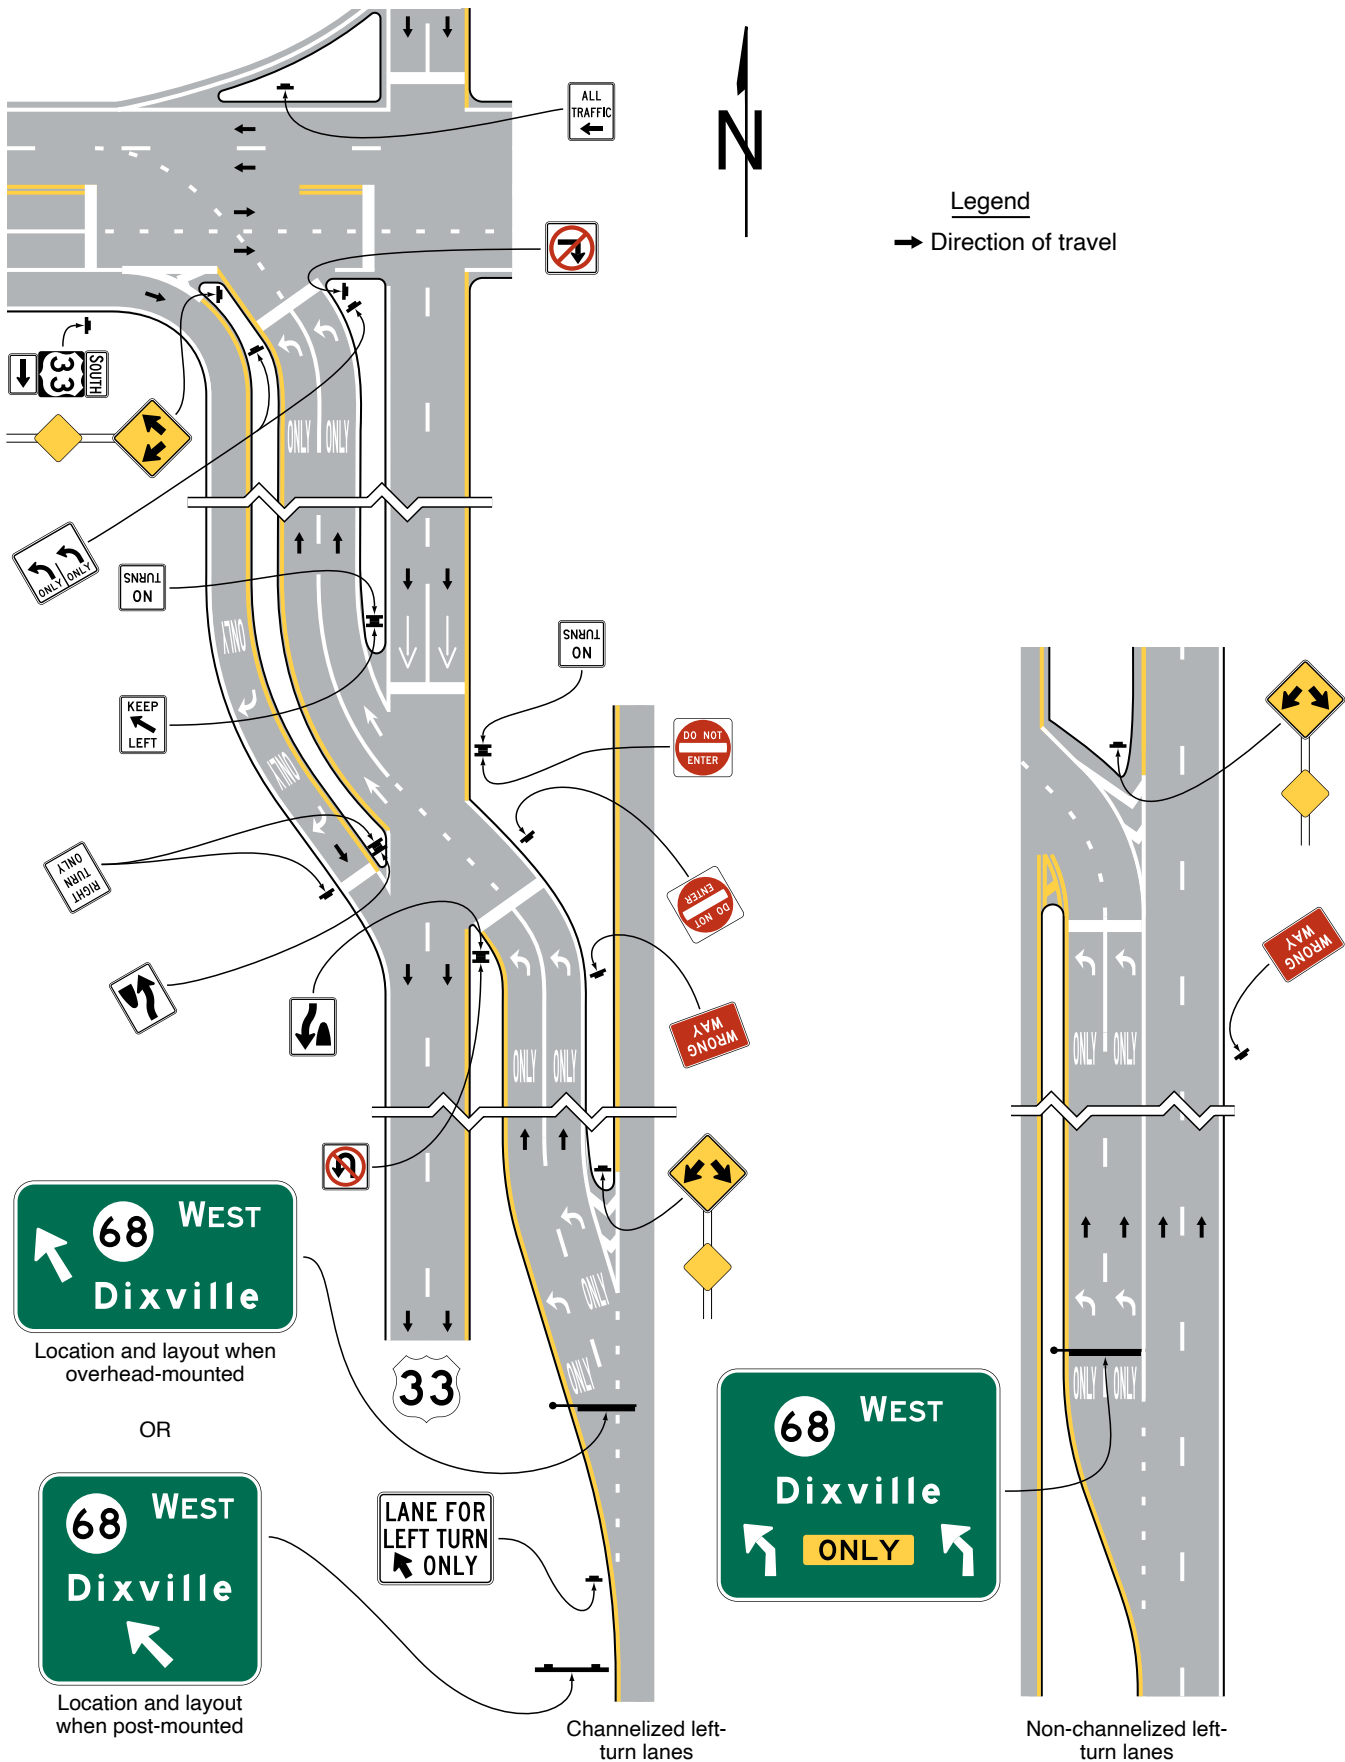 ALL
TRAFFIC
N
Legend
Direction of travel
SOUTH
33
ONLY ONLY
ONLY ONLY
NO
TURNS
ONLY
NO
TURNS
KEEP
LEFT
DO NOT
ENTER
ONLY
RIGHT
TURN
ONLY
DO NOT
ENTER
WRONG
WAY
WRONG
WAY
ONLY ONLY
ONLY ONLY
68 WEST
Dixville
Location and layout when
overhead-mounted
OR
ONLY
ONLY
33
ONLY ONLY
68 WEST
Dixville
ONLY
68 WEST
Dixville
LANE FOR
LEFT TURN
ONLY
Location and layout
when post-mounted
Channelized left-
turn lanes
Non-channelized left-
turn lanes